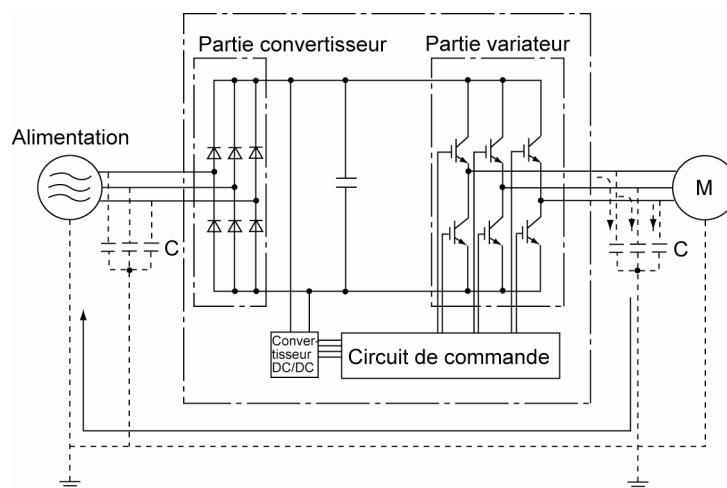 Partie convertisseur
Partie variateur
Alimentation
M
C
C
Conver-
tisseur
DC/DC
Circuit de commande